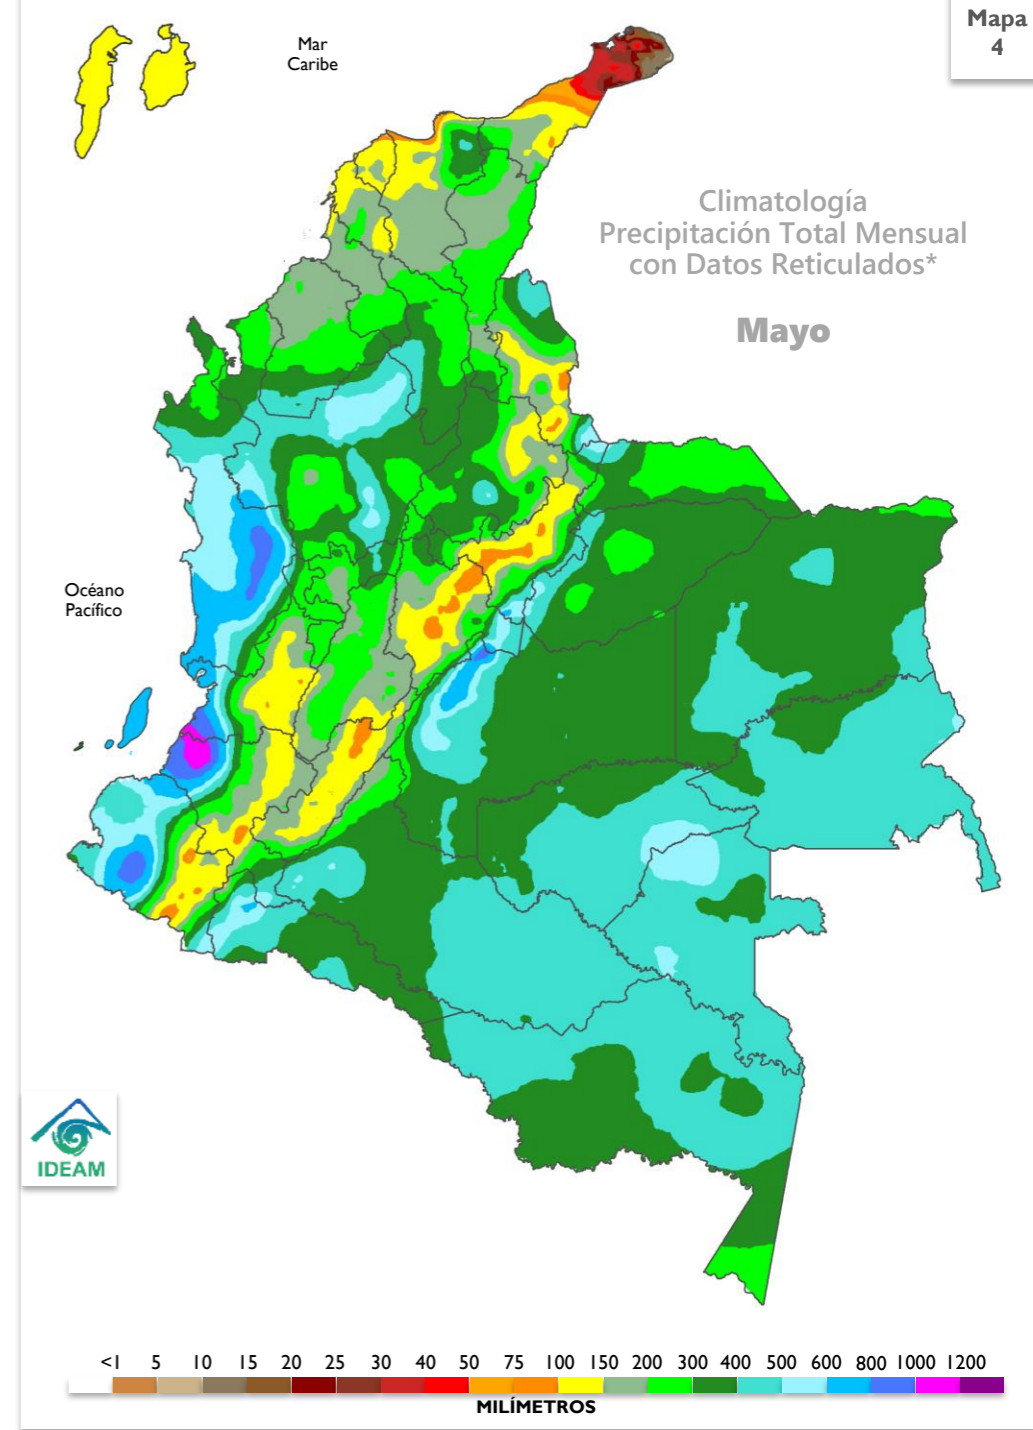 Mapa
4
Mar
Caribe
Climatología
Precipitación Total Mensual
con Datos Reticulados*
Mayo
Océano
Pacífico
IDEAM
<1 5 10 15 20 25 30 40 50 75 100 150 200 300 400 500 600 800 1000 1200
MILÍMETROS